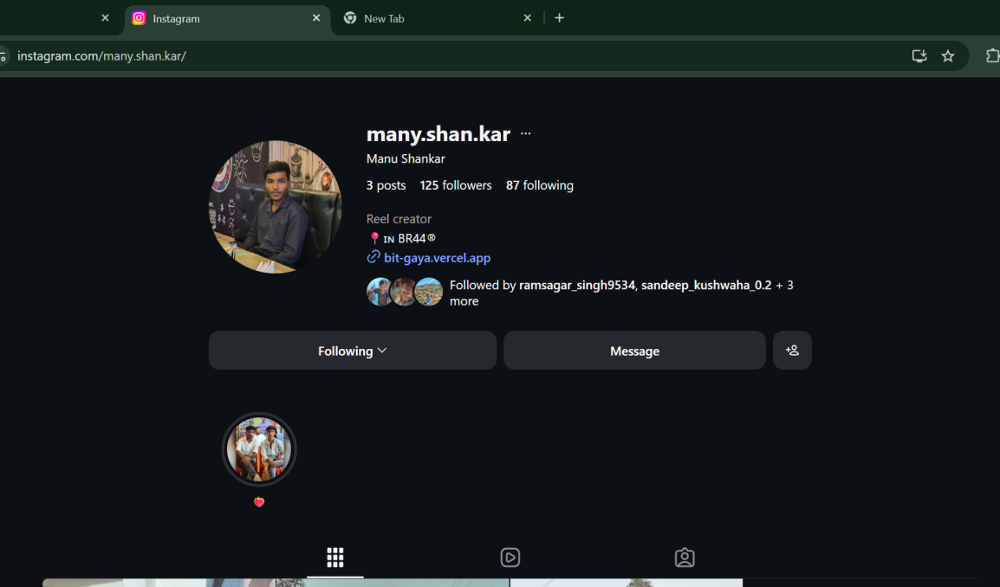 Instagram
New Tab
instagram.com/many.shan.kar/
many.shan.kar ...
Manu Shankar
3 posts 125 followers 87 following
Reel creator
📍 ɪɴ BR44®
bit-gaya.vercel.app
Followed by ramsagar_singh9534, sandeep_kushwaha_0.2 + 3
more
Following
Message